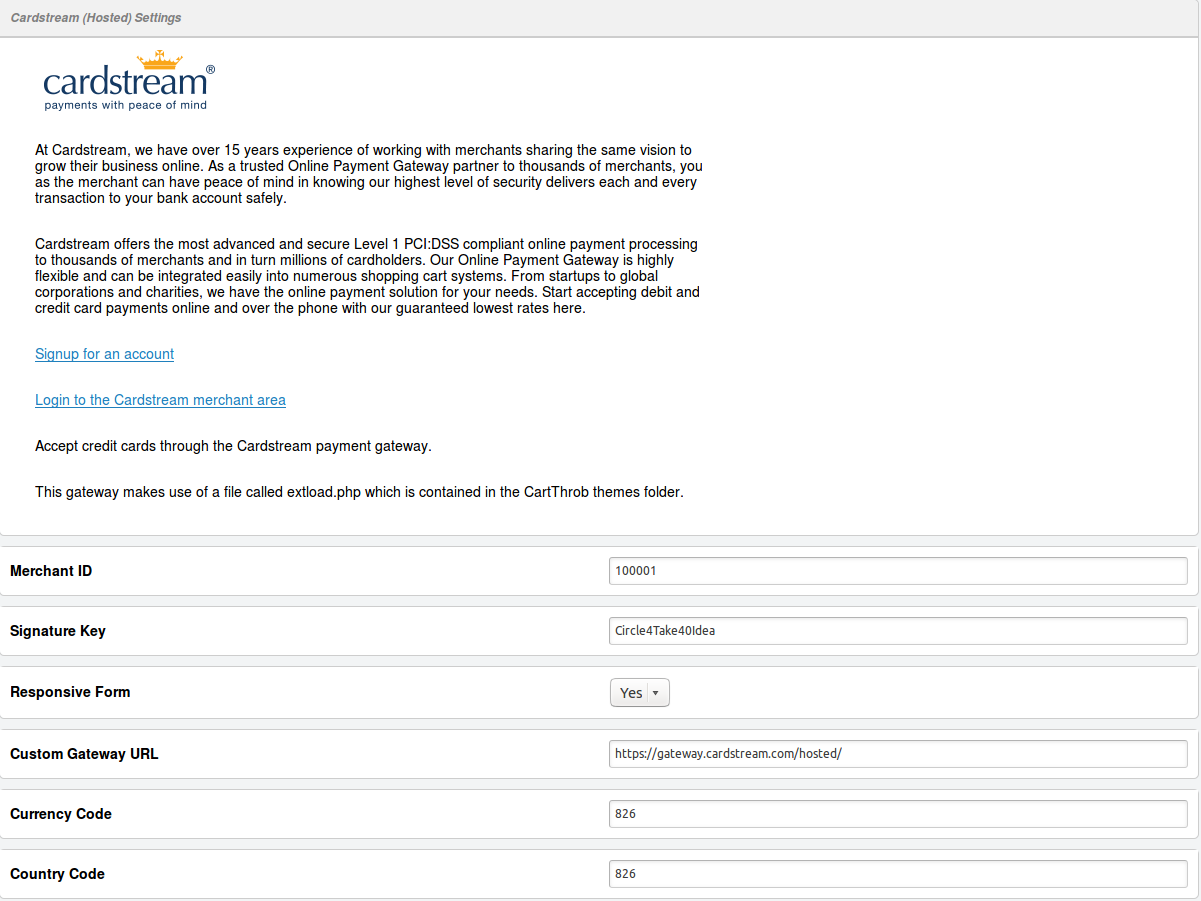 Cardstream (Hosted) Settings
cardstream®
payments with peace of mind
At Cardstream, we have over 15 years experience of working with merchants sharing the same vision to
grow their business online. As a trusted Online Payment Gateway partner to thousands of merchants, you
as the merchant can have peace of mind in knowing our highest level of security delivers each and every
transaction to your bank account safely.
Cardstream offers the most advanced and secure Level 1 PCI:DSS compliant online payment processing
to thousands of merchants and in turn millions of cardholders. Our Online Payment Gateway is highly
flexible and can be integrated easily into numerous shopping cart systems. From startups to global
corporations and charities, we have the online payment solution for your needs. Start accepting debit and
credit card payments online and over the phone with our guaranteed lowest rates here.
Signup for an account
Login to the Cardstream merchant area
Accept credit cards through the Cardstream payment gateway.
This gateway makes use of a file called extload.php which is contained in the CartThrob themes folder.
Merchant ID 100001
Signature Key Circle4Take40Idea
Responsive Form Yes
Custom Gateway URL https://gateway.cardstream.com/hosted/
Currency Code 826
Country Code 826